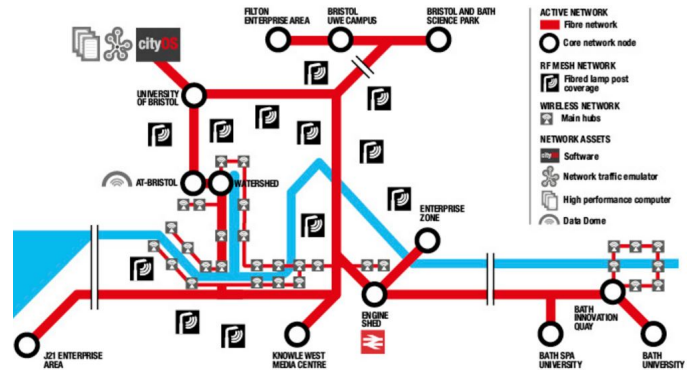 FILTON
ENTERPRISE AREA
BRISTOL
UWE CAMPUS
BRISTOL AND BATH
SCIENCE PARK
cityOS
UNIVERSITY
OF BRISTOL
AT-BRISTOL
WATERSHED
ENTERPRISE
ZONE
ENGINE
SHED
J21 ENTERPRISE
AREA
KNOWLE WEST
MEDIA CENTRE
BATH
INNOVATION
QUAY
BATH SPA
UNIVERSITY
BATH
UNIVERSITY
ACTIVE NETWORK
Fibre network
Core network node
RF MESH NETWORK
Fibred lamp post
coverage
WIRELESS NETWORK
Main hubs
NETWORK ASSETS
cityOS
Software
Network traffic emulator
High performance computer
Data Dome